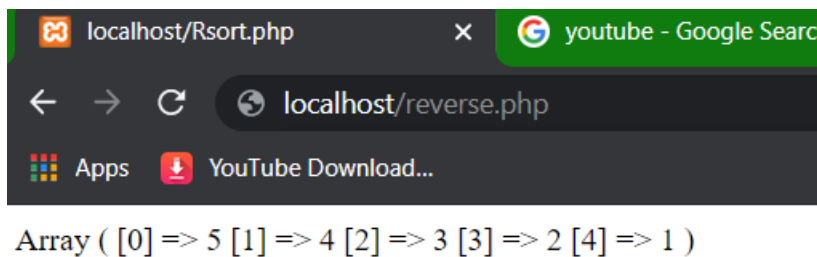 localhost/Rsort.php
youtube - Google Searc
localhost/reverse.php
Apps YouTube Download...
Array ( [0] => 5 [1] => 4 [2] => 3 [3] => 2 [4] => 1 )